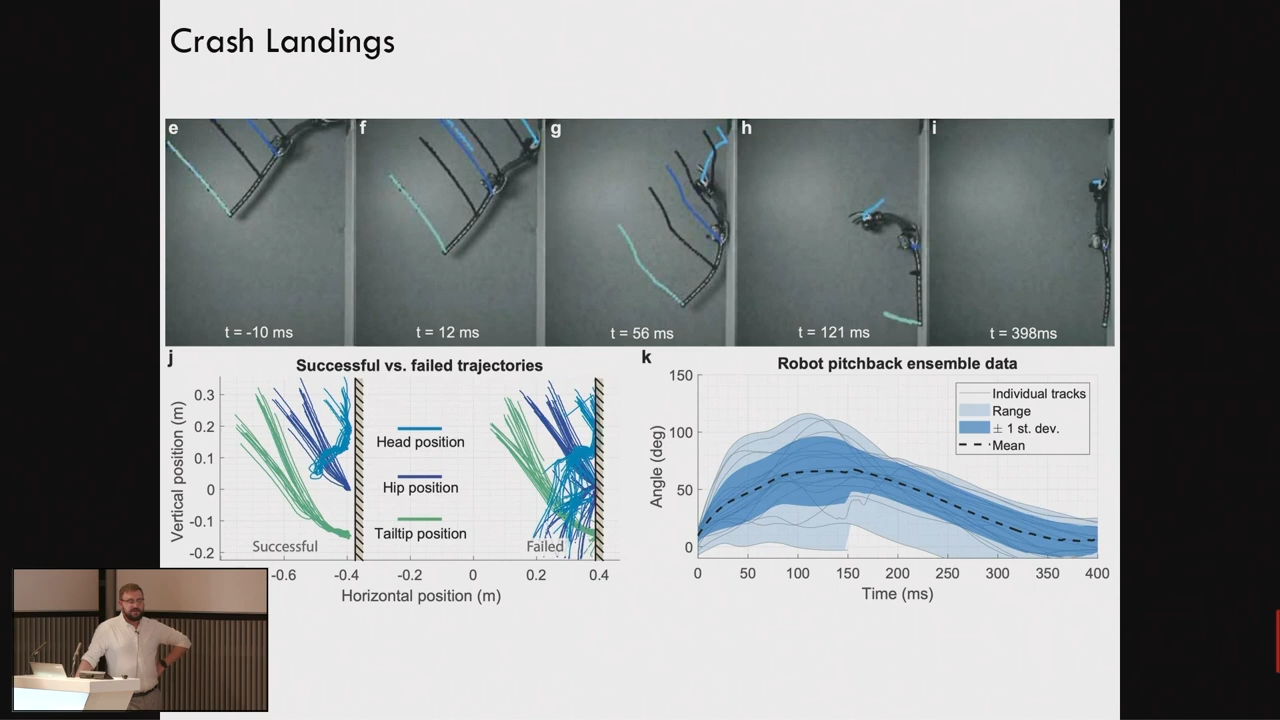 Crash Landings
e
f
g
h
i
t = -10 ms
t = 12 ms
t = 56 ms
t = 121 ms
t = 398ms
j
Successful vs. failed trajectories
Vertical position (m)
0.3
0.2
0.1
0
-0.1
-0.2
Head position
Hip position
Tailtip position
Successful
Failed
-0.6
-0.4
-0.2
0
0.2
0.4
Horizontal position (m)
k
Robot pitchback ensemble data
Angle (deg)
150
100
50
0
Individual tracks
Range
± 1 st. dev.
Mean
0
50
100
150
200
250
300
350
400
Time (ms)